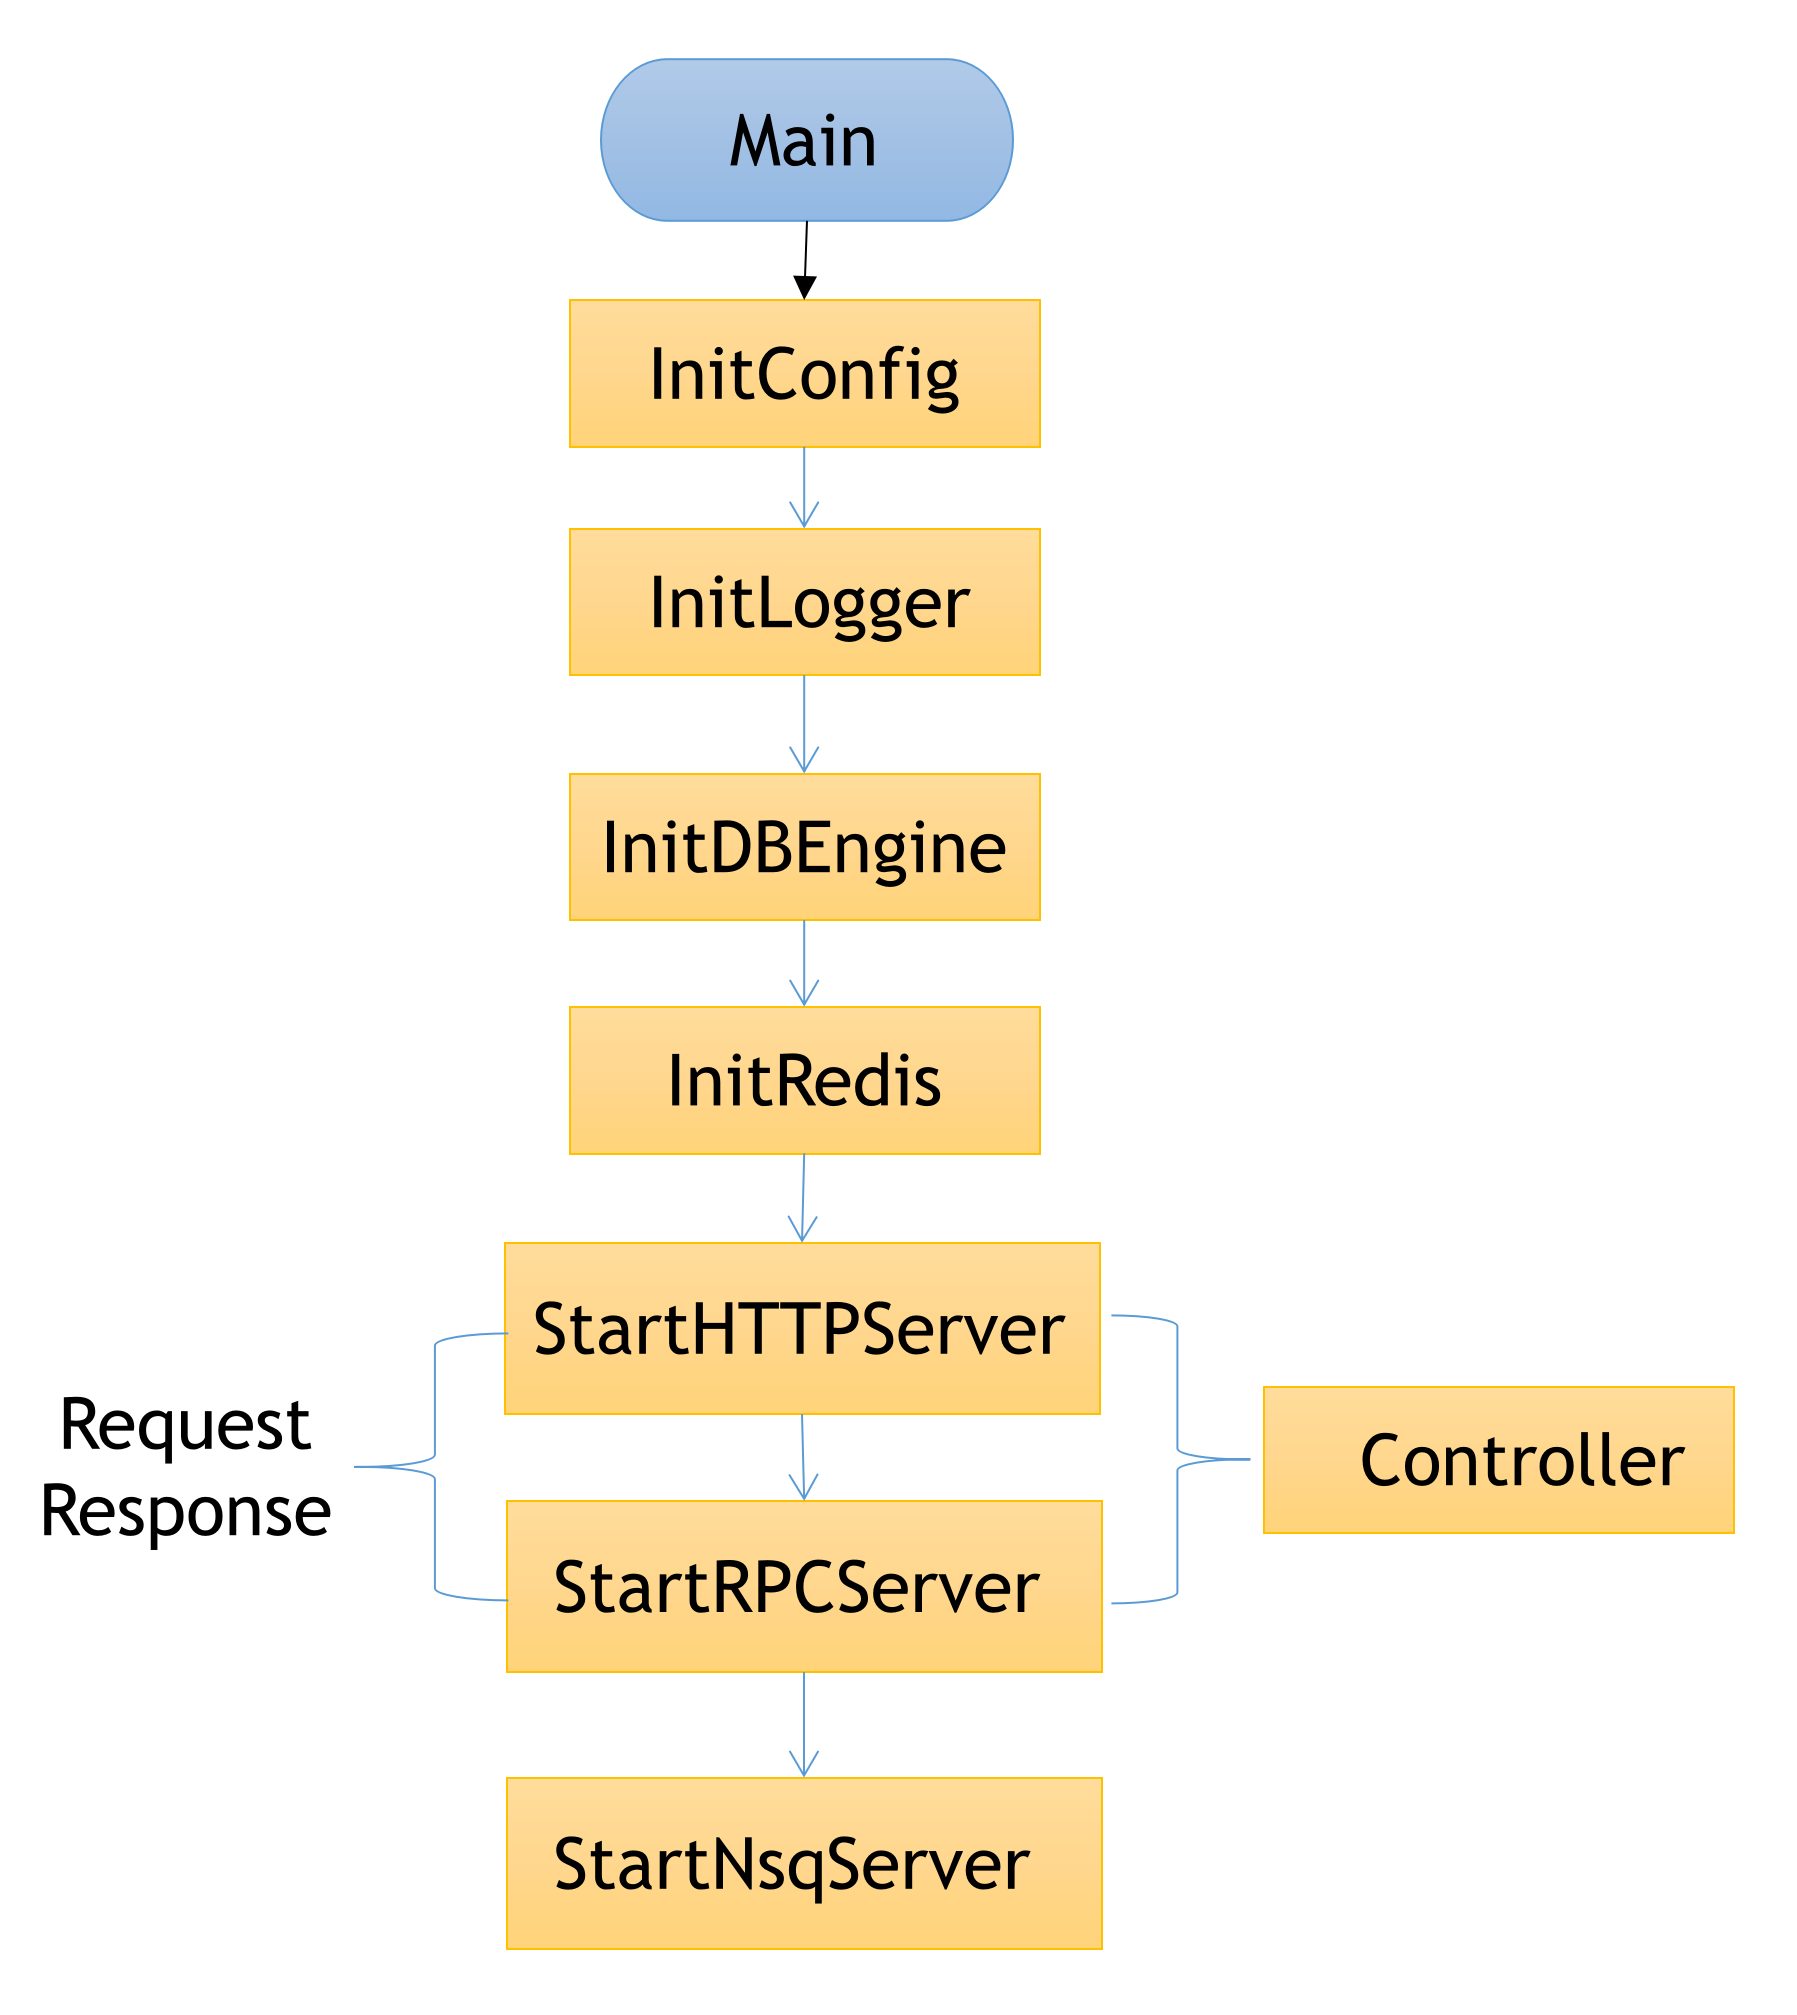 Main
InitConfig
InitLogger
InitDBEngine
InitRedis
StartHTTPServer
Request
Response
Controller
StartRPCServer
StartNsqServer